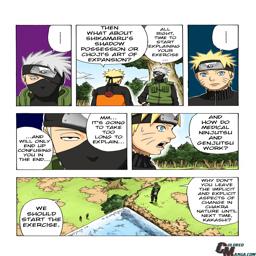 ...
THEN
WHAT ABOUT
SHIKAMARU'S
SHADOW
POSSESSION OR
CHOJI'S ART OF
EXPANSION?
ALL
RIGHT,
TIME TO
START
EXPLAINING
YOUR
EXERCISE
...
...AND
WILL ONLY
END UP
CONFUSING
YOU IN
THE END...
MM...
IT'S GOING
TO TAKE
TOO
LONG TO
EXPLAIN...
AND
HOW DO
MEDICAL
NINJUTSU
AND
GENJUTSU
WORK?
WHY DON'T
YOU LEAVE
THE IMPLICIT
AND EXPLICIT
ASPECTS OF
CHANGE IN
CHAKRA
NATURE UNTIL
NEXT TIME,
KAKASHI?
WE
SHOULD
START THE
EXERCISE.
COLORED
MANGA.COM